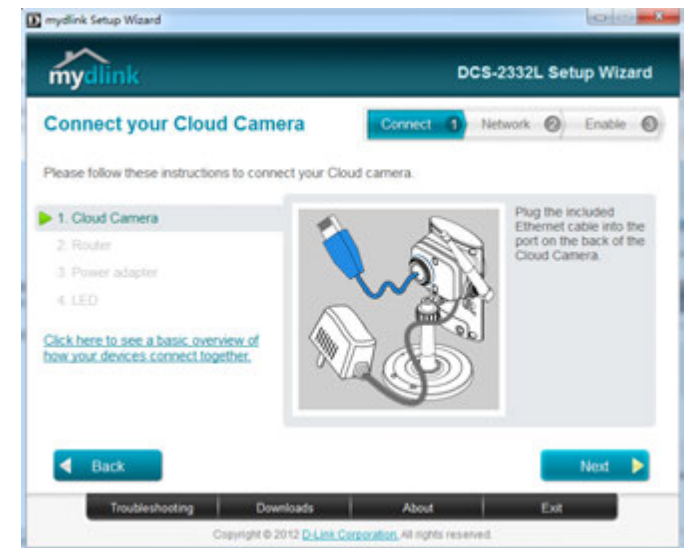 mydlink Setup Wizard
mydlink
DCS-2332L Setup Wizard
Connect your Cloud Camera
Connect 1
Network 2
Enable 3
Please follow these instructions to connect your Cloud camera.
1. Cloud Camera
2. Router
3. Power adapter
4. LED
Click here to see a basic overview of
how your devices connect together.
Plug the included
Ethernet cable into the
port on the back of the
Cloud Camera.
Back
Next
Troubleshooting
Downloads
About
Exit
Copyright © 2012 D-Link Corporation, All rights reserved.